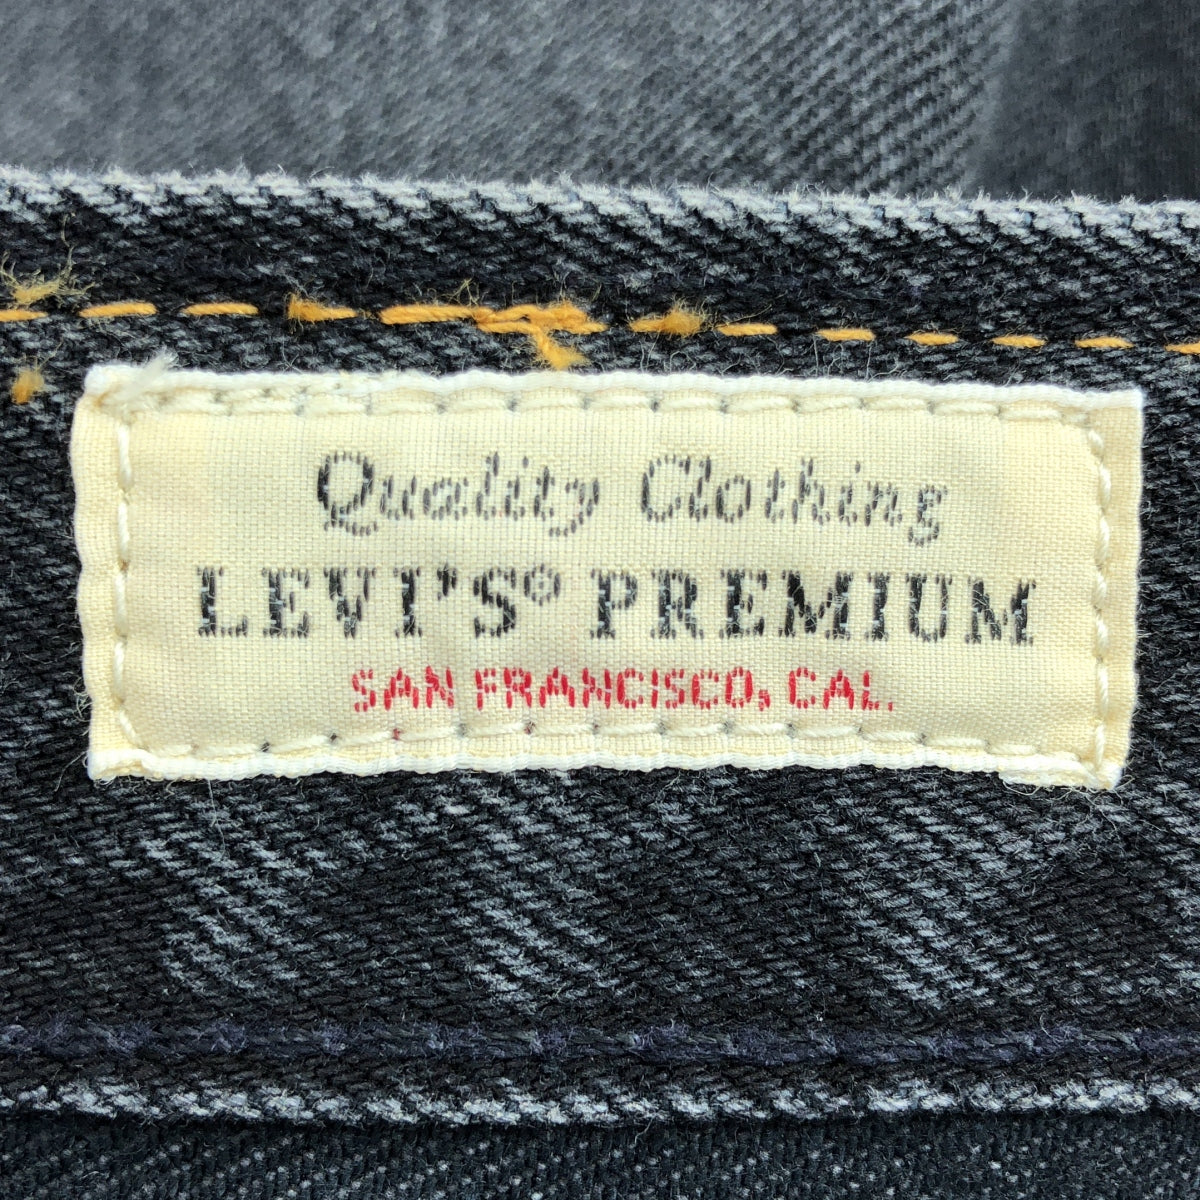 Quality Clothing
LEVI'S® PREMIUM
SAN FRANCISCO, CAL.